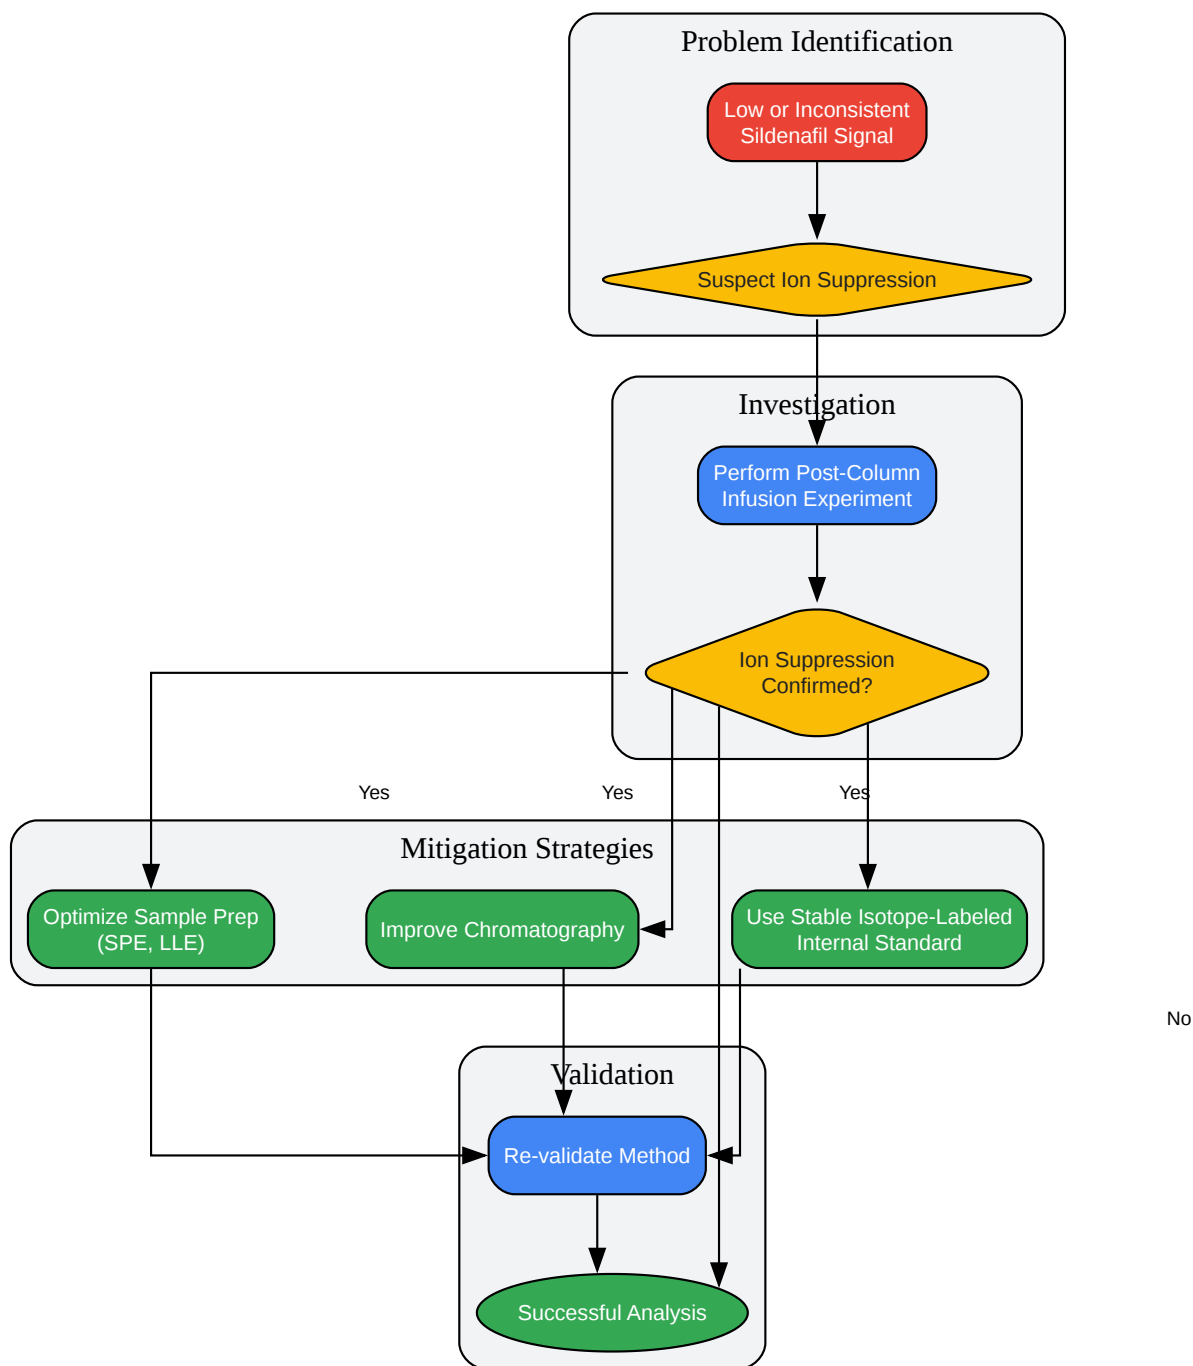 Problem Identification
Low or Inconsistent
Sildenafil Signal
Suspect Ion Suppression
Investigation
Perform Post-Column
Infusion Experiment
Ion Suppression
Confirmed?
Yes
Yes
Yes
Mitigation Strategies
Optimize Sample Prep
(SPE, LLE)
Improve Chromatography
Use Stable Isotope-Labeled
Internal Standard
No
Validation
Re-validate Method
Successful Analysis